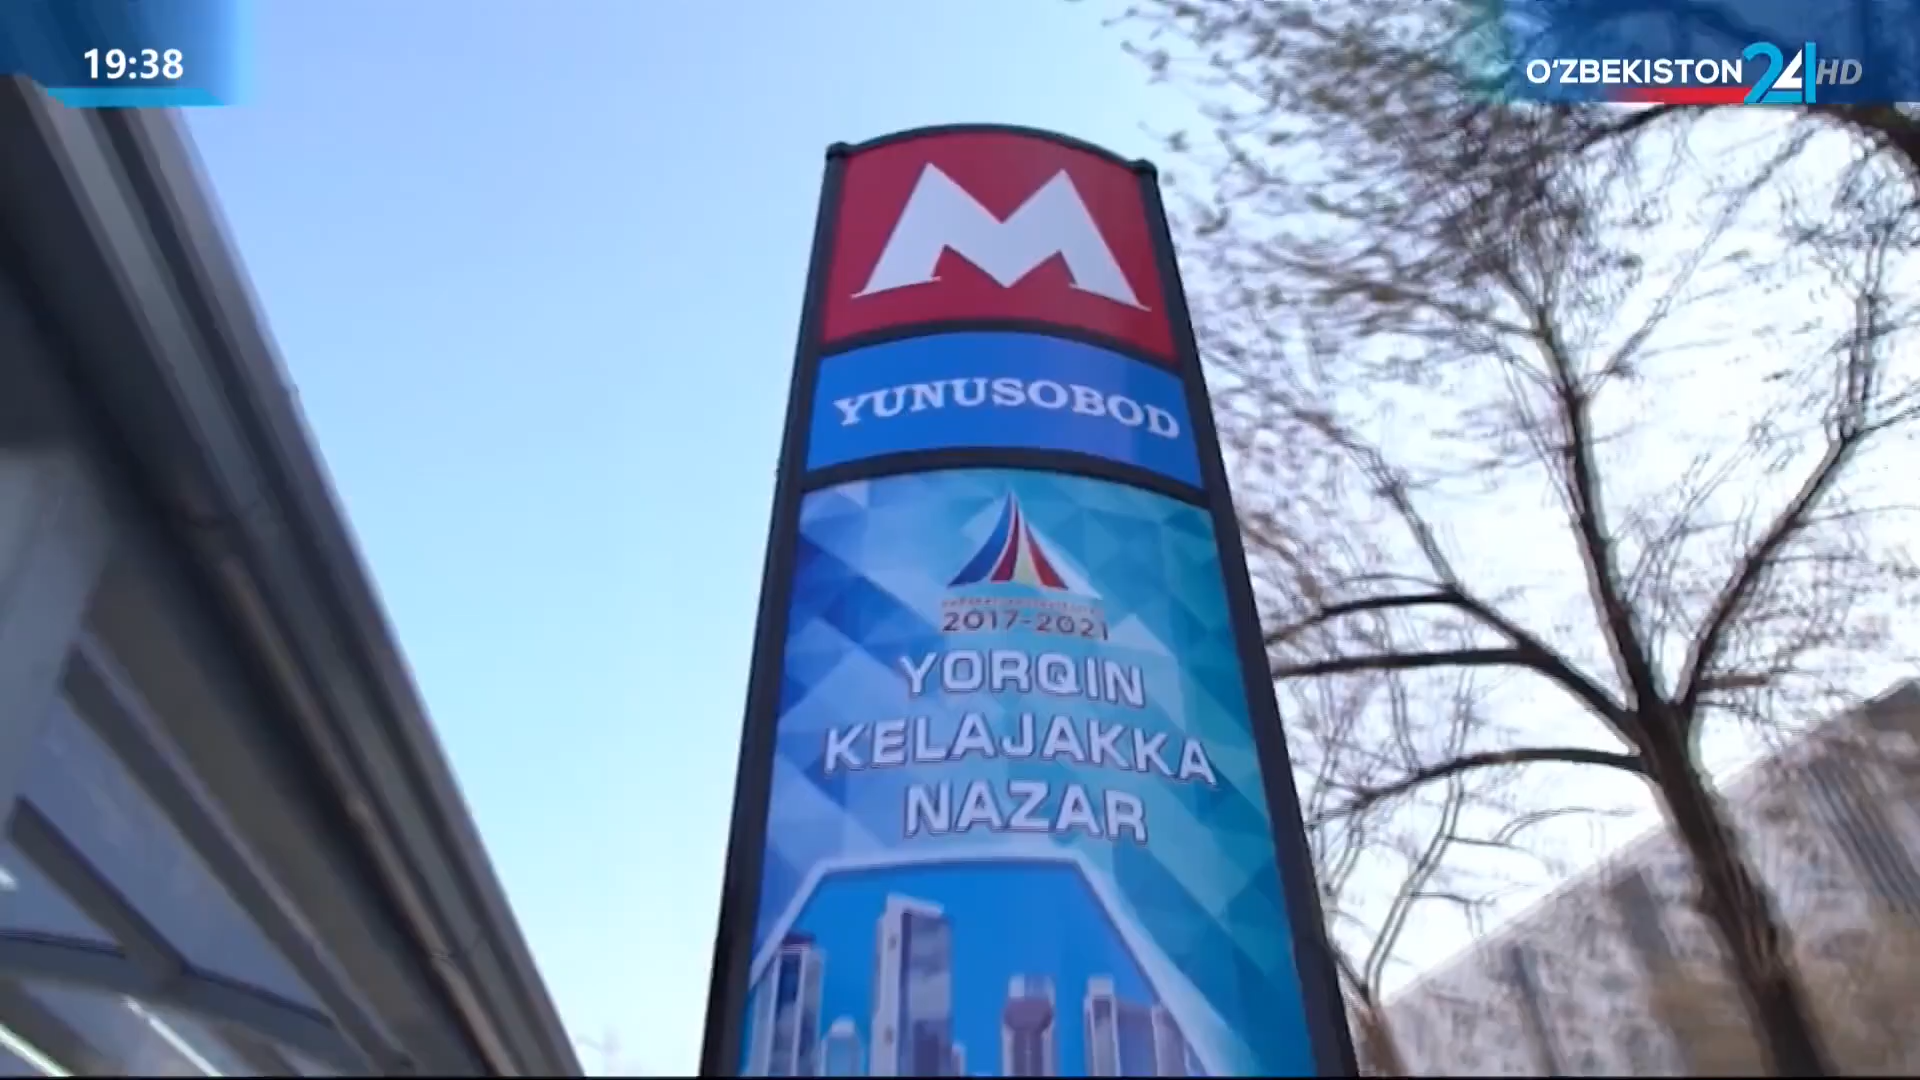 19:38
O'ZBEKISTON 24 HD
M
YUNUSOBOD
2017-2021
YORQIN
KELAJAKKA
NAZAR